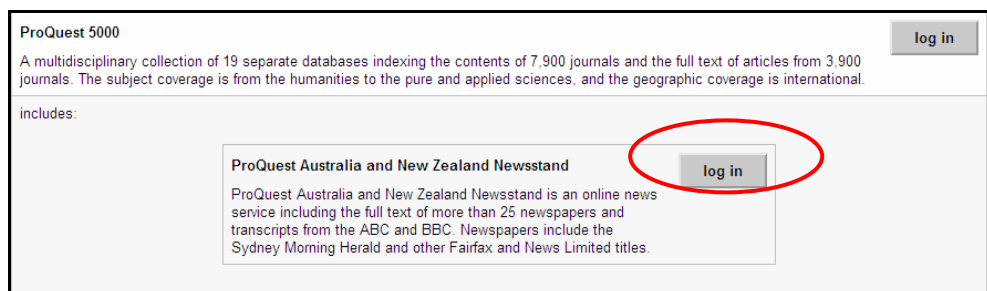 ProQuest 5000
log in
A multidisciplinary collection of 19 separate databases indexing the contents of 7,900 journals and the full text of articles from 3,900
journals. The subject coverage is from the humanities to the pure and applied sciences, and the geographic coverage is international.
includes:
ProQuest Australia and New Zealand Newsstand
log in
ProQuest Australia and New Zealand Newsstand is an online news
service including the full text of more than 25 newspapers and
transcripts from the ABC and BBC. Newspapers include the
Sydney Morning Herald and other Fairfax and News Limited titles.